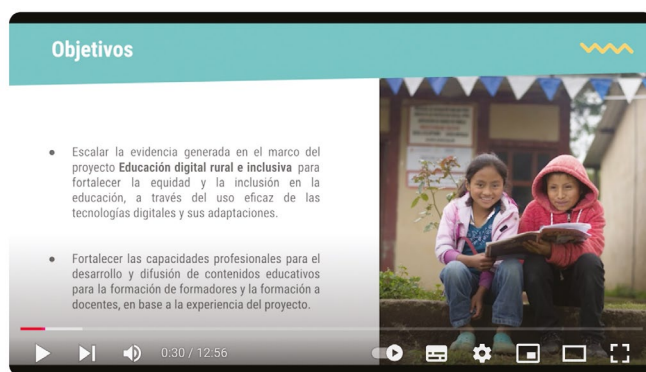 Objetivos
● Escalar la evidencia generada en el marco del
proyecto Educación digital rural e inclusiva para
fortalecer la equidad y la inclusión en la
educación, a través del uso eficaz de las
tecnologías digitales y sus adaptaciones.
● Fortalecer las capacidades profesionales para el
desarrollo y difusión de contenidos educativos
para la formación de formadores y la formación a
docentes, en base a la experiencia del proyecto.
0:30 / 12:56